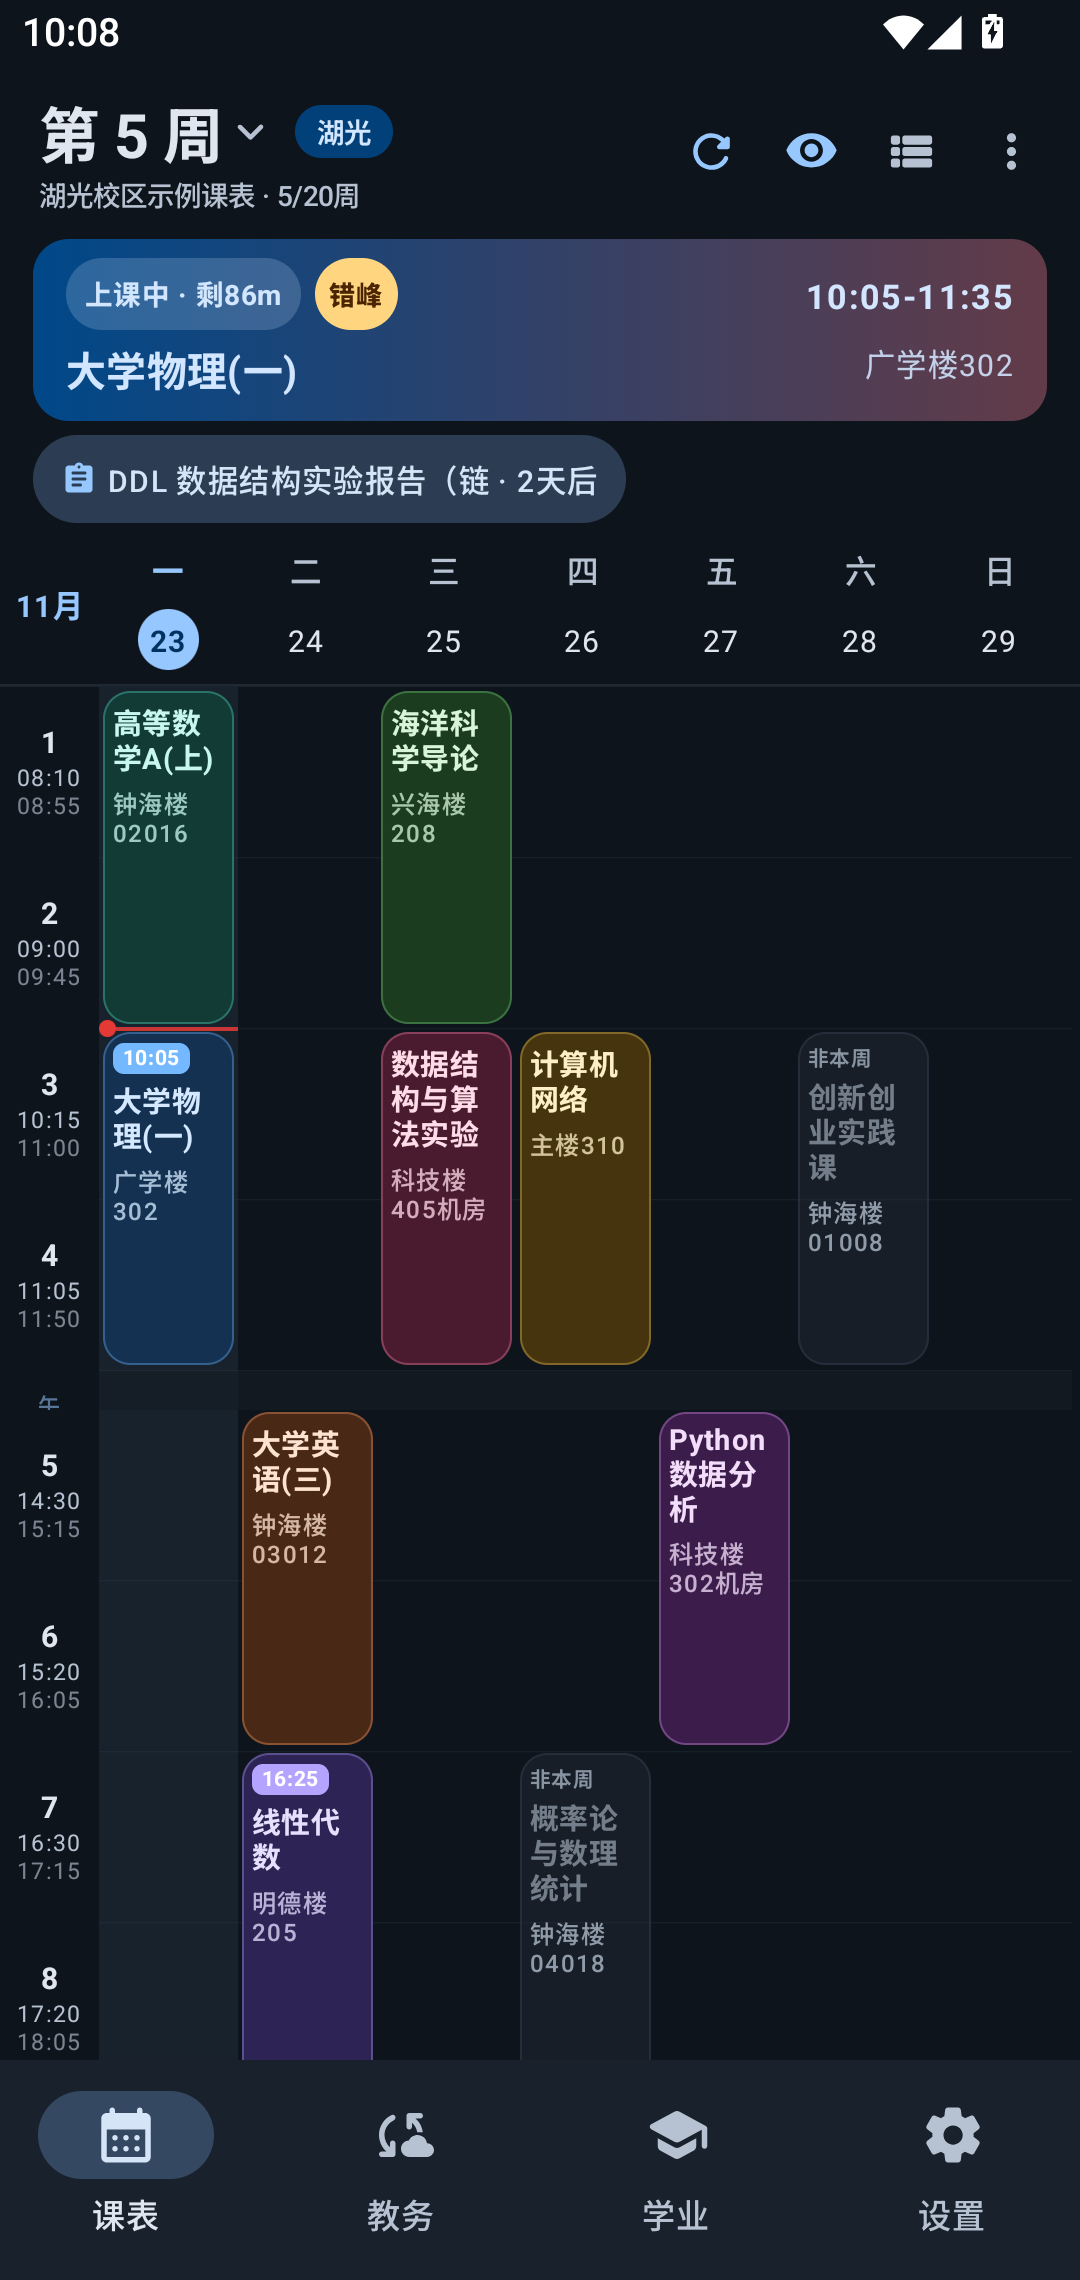 10:08
第 5 周
湖光
湖光校区示例课表 · 5/20周
上课中 · 剩86m
错峰
10:05-11:35
大学物理(一)
广学楼302
DDL 数据结构实验报告（链 · 2天后
11月
一
二
三
四
五
六
日
23
24
25
26
27
28
29
1
08:10
08:55
高等数
学A(上)
钟海楼
02016
海洋科
学导论
兴海楼
208
2
09:00
09:45
3
10:15
11:00
10:05
大学物
理(一)
广学楼
302
数据结
构与算
法实验
科技楼
405机房
计算机
网络
主楼310
非本周
创新创
业实践
课
钟海楼
01008
4
11:05
11:50
午
5
14:30
15:15
大学英
语(三)
钟海楼
03012
Python
数据分
析
科技楼
302机房
6
15:20
16:05
7
16:30
17:15
16:25
线性代
数
明德楼
205
非本周
概率论
与数理
统计
钟海楼
04018
8
17:20
18:05
课表
教务
学业
设置